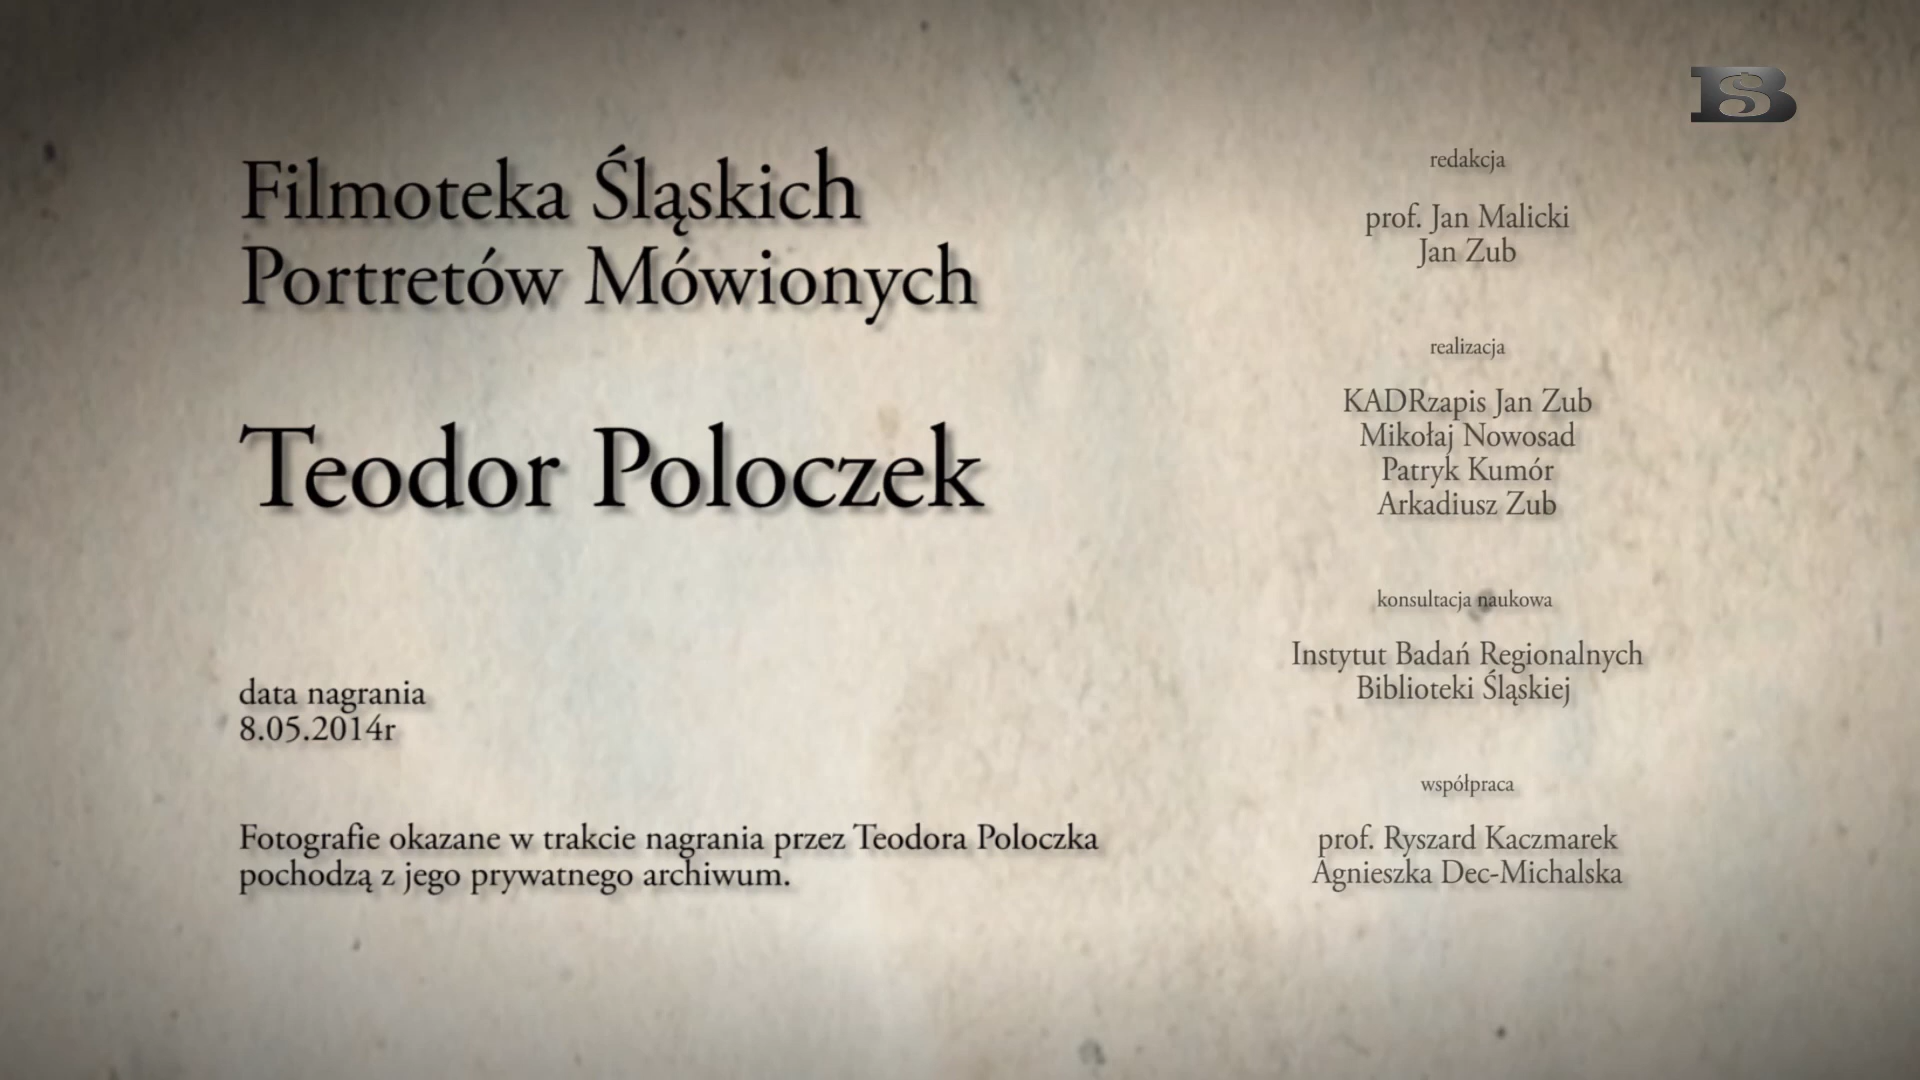 Filmoteka Śląskich
Portretów Mówionych
Teodor Poloczek
data nagrania
8.05.2014r
Fotografie okazane w trakcie nagrania przez Teodora Poloczka
pochodzą z jego prywatnego archiwum.
BS
redakcja
prof. Jan Malicki
Jan Zub
realizacja
KADRzapis Jan Zub
Mikołaj Nowosad
Patryk Kumór
Arkadiusz Zub
konsultacja naukowa
Instytut Badań Regionalnych
Biblioteki Śląskiej
współpraca
prof. Ryszard Kaczmarek
Agnieszka Dec-Michalska